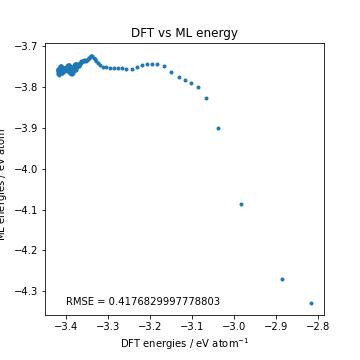 DFT vs ML energy
−3.7
−3.8
−3.9
−4.0
−4.1
−4.2
−4.3
ML energies / eV atom
RMSE = 0.4176829997778803
−3.4 −3.3 −3.2 −3.1 −3.0 −2.9 −2.8
DFT energies / eV atom⁻¹